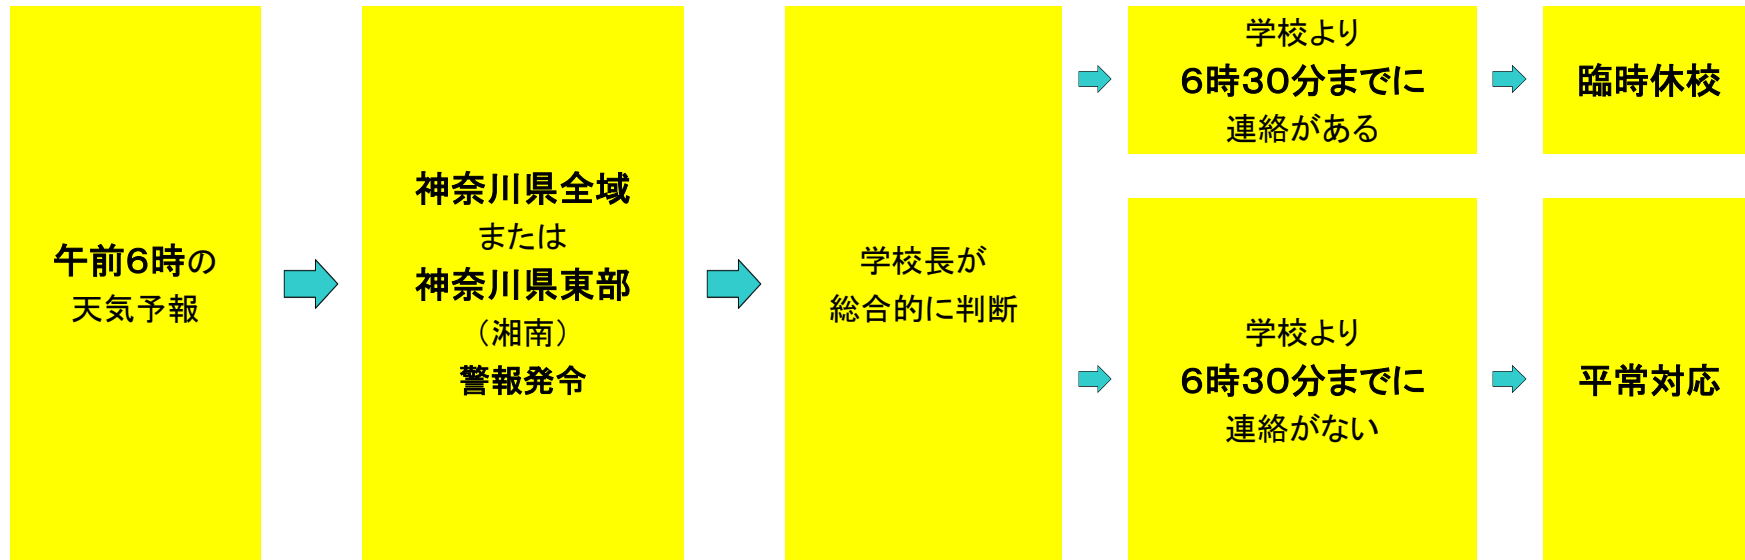 午前6時の
天気予報
神奈川県全域
または
神奈川県東部
（湘南）
警報発令
学校長が
総合的に判断
学校より
6時30分までに
連絡がある
臨時休校
学校より
6時30分までに
連絡がない
平常対応